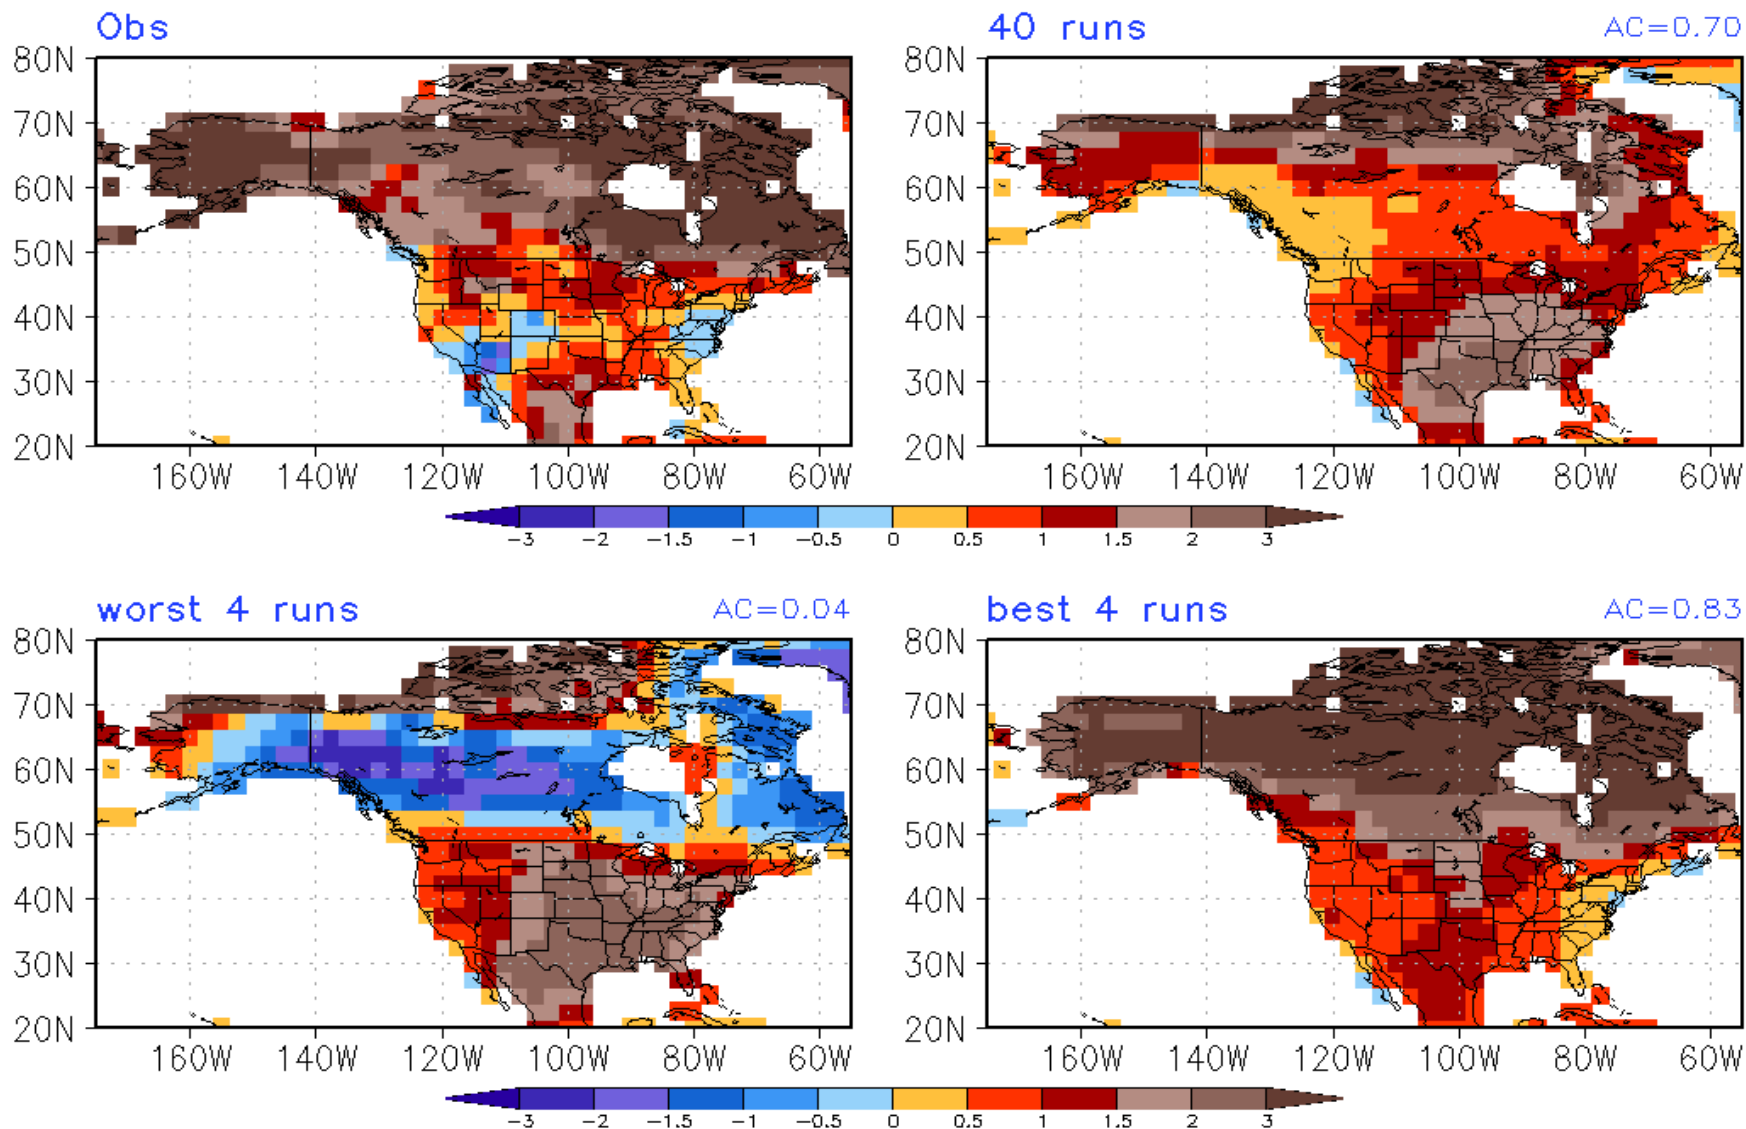 Obs
40 runs AC=0.70
80N 80N
70N 70N
60N 60N
50N 50N
40N 40N
30N 30N
20N 20N
160W 140W 120W 100W 80W 60W 160W 140W 120W 100W 80W 60W
-3 -2 -1.5 -1 -0.5 0 0.5 1 1.5 2 3
worst 4 runs AC=0.04
best 4 runs AC=0.83
80N 80N
70N 70N
60N 60N
50N 50N
40N 40N
30N 30N
20N 20N
160W 140W 120W 100W 80W 60W 160W 140W 120W 100W 80W 60W
-3 -2 -1.5 -1 -0.5 0 0.5 1 1.5 2 3